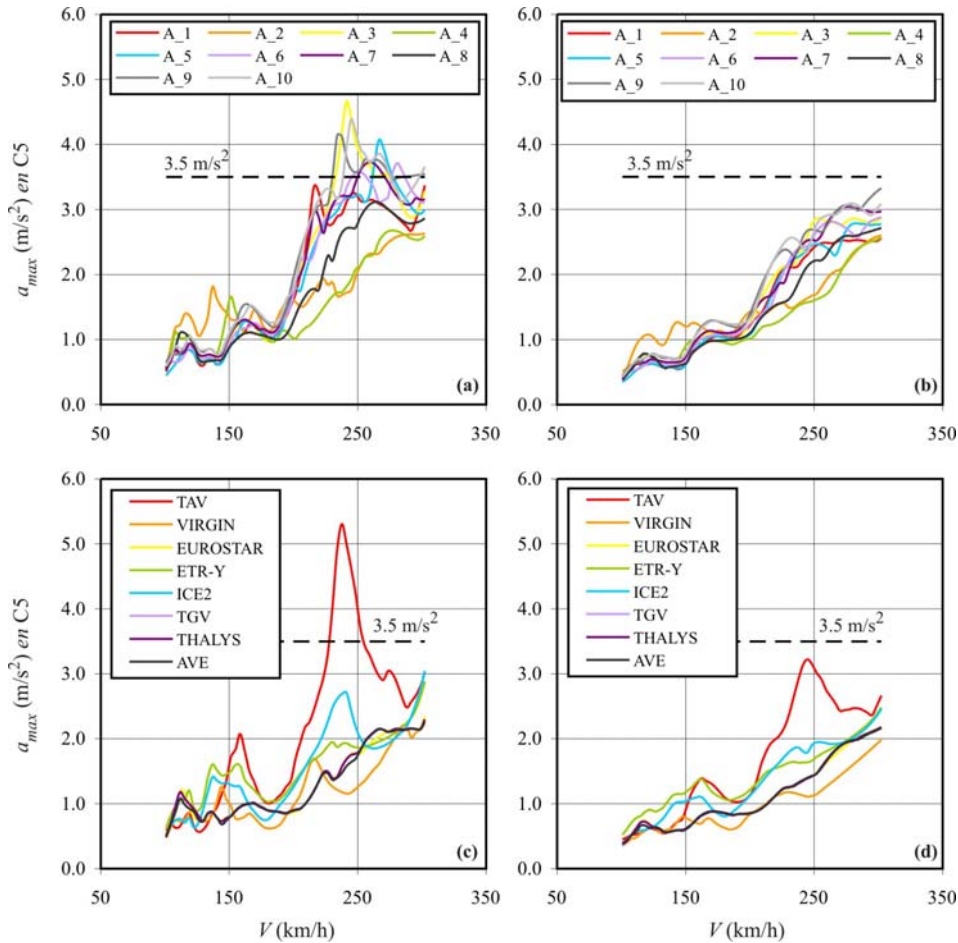 6.0
5.0
4.0
3.0
2.0
1.0
0.0
a_max (m/s²) en C5
A_1 A_2 A_3 A_4
A_5 A_6 A_7 A_8
A_9 A_10
3.5 m/s²
(a)
50 150 250 350
6.0
5.0
4.0
3.0
2.0
1.0
0.0
A_1 A_2 A_3 A_4
A_5 A_6 A_7 A_8
A_9 A_10
3.5 m/s²
(b)
50 150 250 350
6.0
5.0
4.0
3.0
2.0
1.0
0.0
a_max (m/s²) en C5
TAV
VIRGIN
EUROSTAR
ETR-Y
ICE2
TGV
THALYS
AVE
3.5 m/s²
(c)
50 150 250 350
V (km/h)
6.0
5.0
4.0
3.0
2.0
1.0
0.0
TAV
VIRGIN
EUROSTAR
ETR-Y
ICE2
TGV
THALYS
AVE
3.5 m/s²
(d)
50 150 250 350
V (km/h)